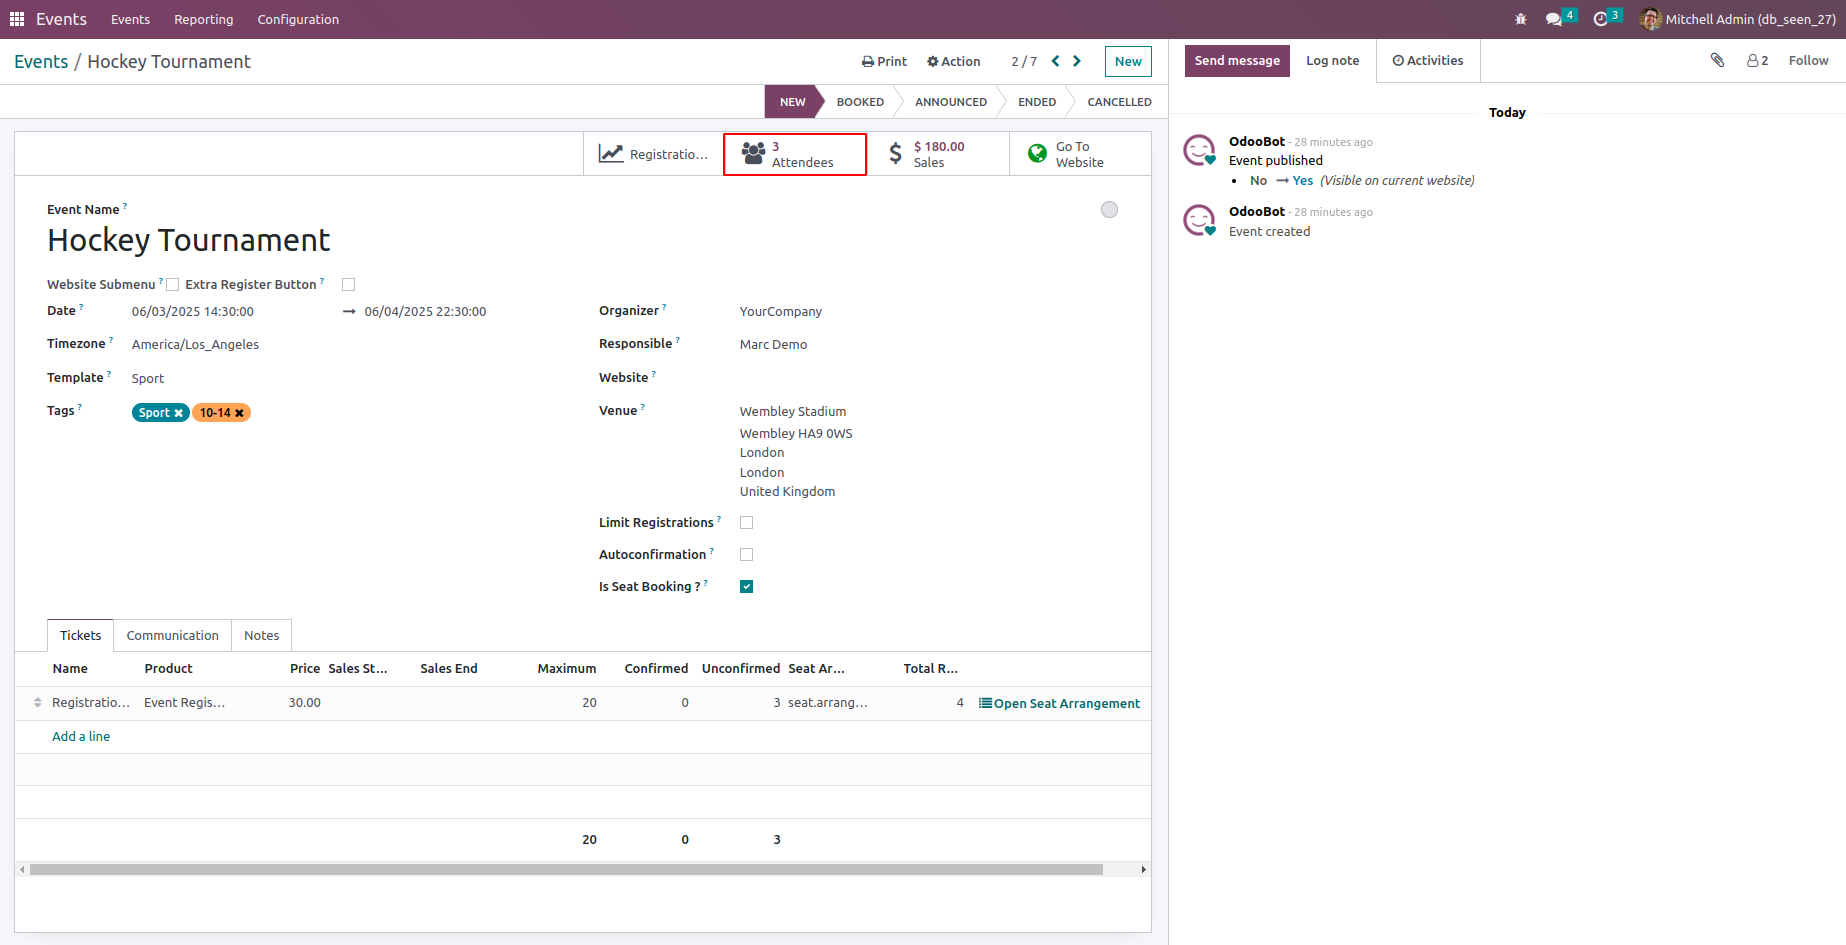 Events Events Reporting Configuration 4 3 Mitchell Admin (db_seen_27)
Events / Hockey Tournament Print Action 2 / 7 New
NEW BOOKED ANNOUNCED ENDED CANCELLED
Registratio...
3
Attendees
$ 180.00
Sales
Go To
Website
Event Name ?
Hockey Tournament
Website Submenu ? Extra Register Button ?
Date ? 06/03/2025 14:30:00 → 06/04/2025 22:30:00
Timezone ? America/Los_Angeles
Template ? Sport
Tags ? Sport ✖ 10-14 ✖
Organizer ? YourCompany
Responsible ? Marc Demo
Website ?
Venue ? Wembley Stadium
Wembley HA9 0WS
London
London
United Kingdom
Limit Registrations ?
Autoconfirmation ?
Is Seat Booking ? ?
Tickets Communication Notes
Name Product Price Sales St... Sales End Maximum Confirmed Unconfirmed Seat Ar... Total R...
Registratio... Event Regis... 30.00 20 0 3 seat.arrang... 4 Open Seat Arrangement
Add a line
20 0 3
Send message Log note Activities 2 Follow
Today
OdooBot - 28 minutes ago
Event published
• No → Yes (Visible on current website)
OdooBot - 28 minutes ago
Event created